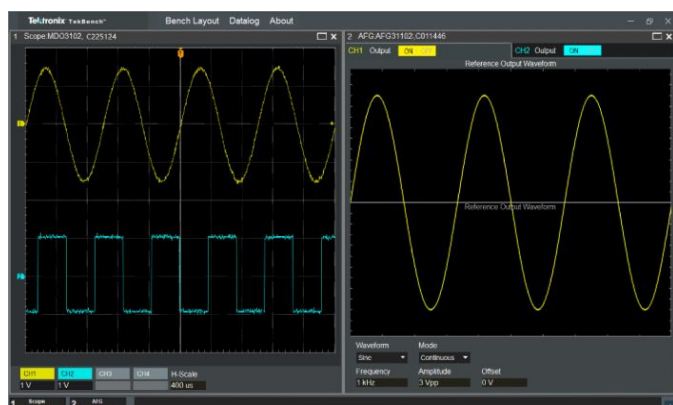 Tektronix TekBench™ Bench Layout Datalog About
1 Scope:MDO3102, C225124
2 AFG:AFG31102,C011446
CH1 Output ON OFF CH2 Output ON
Reference Output Waveform
Reference Output Waveform
Waveform Mode
Sine Continuous
Frequency Amplitude Offset
1 kHz 3 Vpp 0 V
CH1 CH2 CH3 CH4 H-Scale
1 V 1 V 400 us
1 Scope 2 AFG